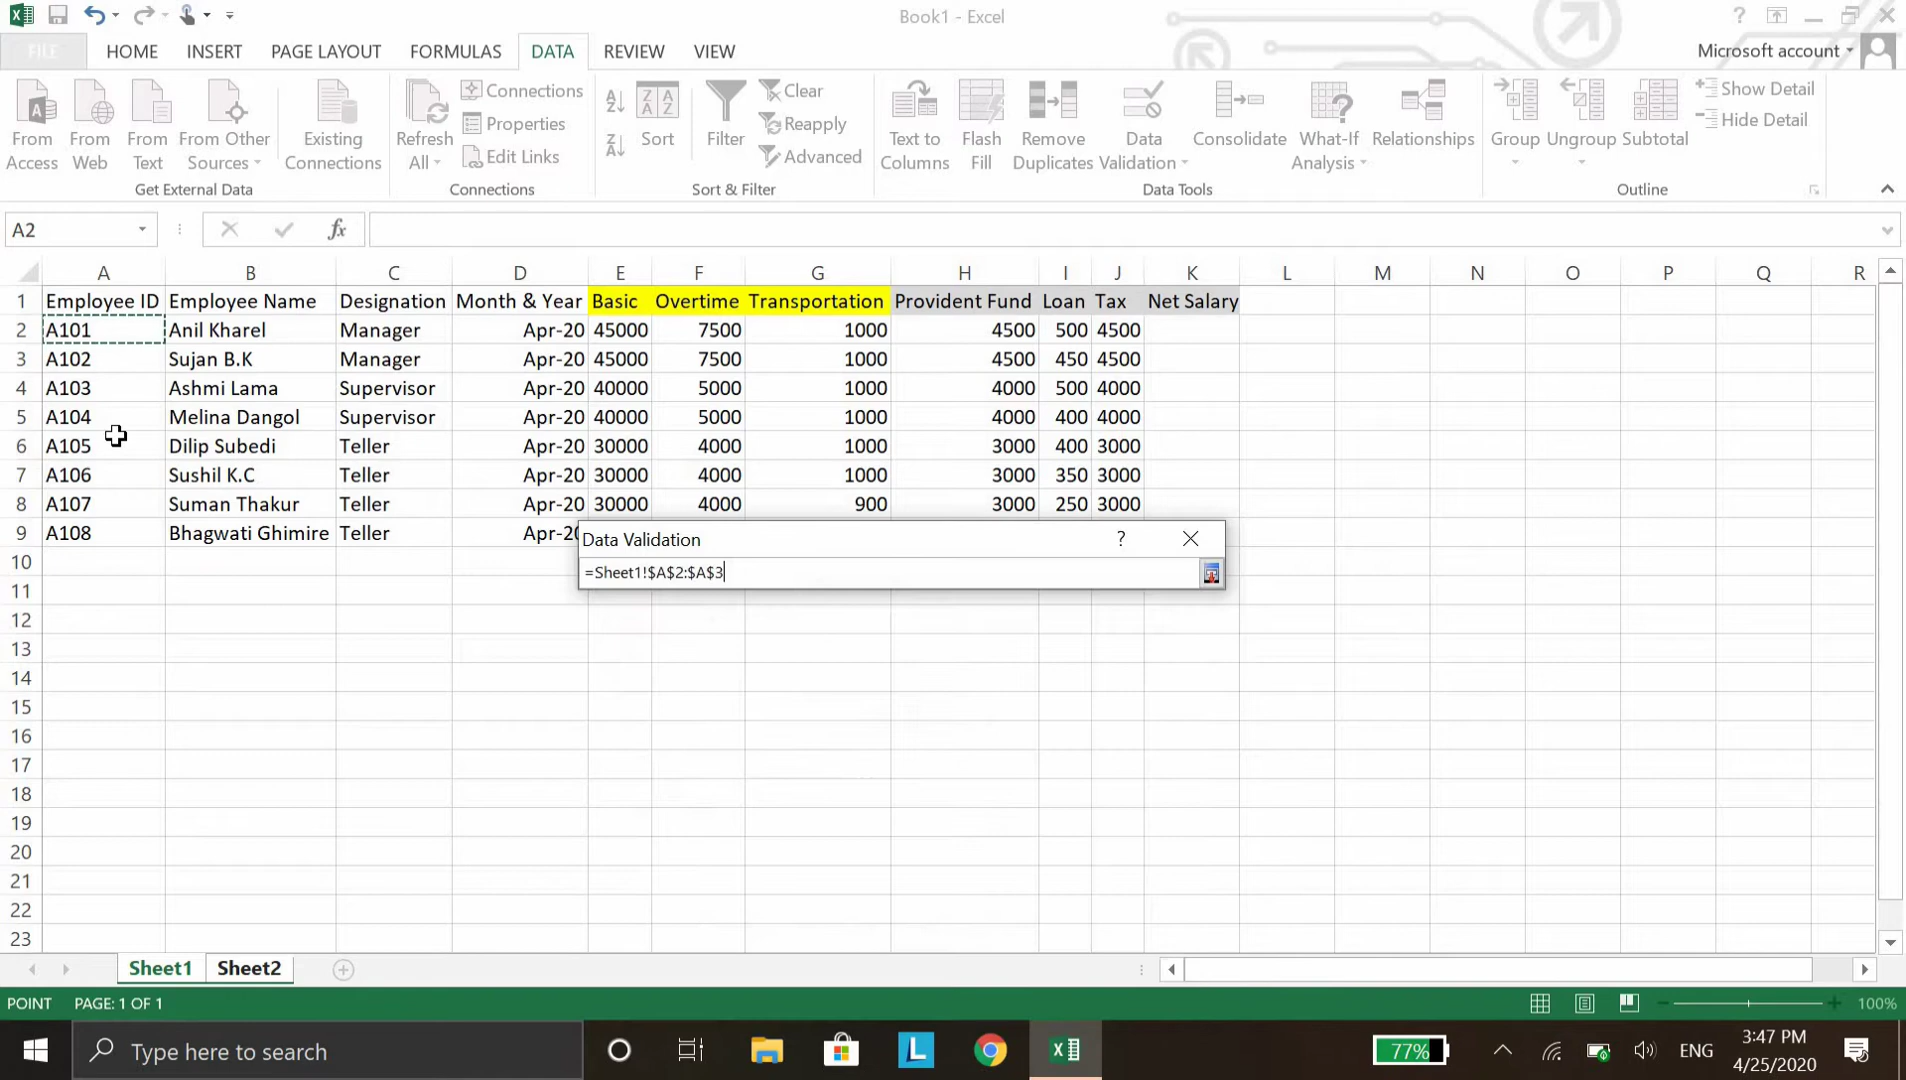 Book1 - Excel
FILE HOME INSERT PAGE LAYOUT FORMULAS DATA REVIEW VIEW Microsoft account
From Access
From Web
From Text
From Other Sources
Existing Connections
Get External Data
Refresh All
Connections
Properties
Edit Links
Connections
Sort
Filter
Clear
Reapply
Advanced
Sort & Filter
Text to Columns
Flash Fill
Remove Duplicates
Data Validation
Consolidate
What-If Analysis
Relationships
Data Tools
Group
Ungroup
Subtotal
Show Detail
Hide Detail
Outline
A2 fx
A B C D E F G H I J K L M N O P Q R
1 Employee ID Employee Name Designation Month & Year Basic Overtime Transportation Provident Fund Loan Tax Net Salary
2 A101 Anil Kharel Manager Apr-20 45000 7500 1000 4500 500 4500
3 A102 Sujan B.K Manager Apr-20 45000 7500 1000 4500 450 4500
4 A103 Ashmi Lama Supervisor Apr-20 40000 5000 1000 4000 500 4000
5 A104 Melina Dangol Supervisor Apr-20 40000 5000 1000 4000 400 4000
6 A105 Dilip Subedi Teller Apr-20 30000 4000 1000 3000 400 3000
7 A106 Sushil K.C Teller Apr-20 30000 4000 1000 3000 350 3000
8 A107 Suman Thakur Teller Apr-20 30000 4000 900 3000 250 3000
9 A108 Bhagwati Ghimire Teller Apr-20
Data Validation ?
=Sheet1!$A$2:$A$3
10
11
12
13
14
15
16
17
18
19
20
21
22
23
Sheet1 Sheet2
POINT PAGE: 1 OF 1 100%
Type here to search
L
77%
ENG
3:47 PM
4/25/2020